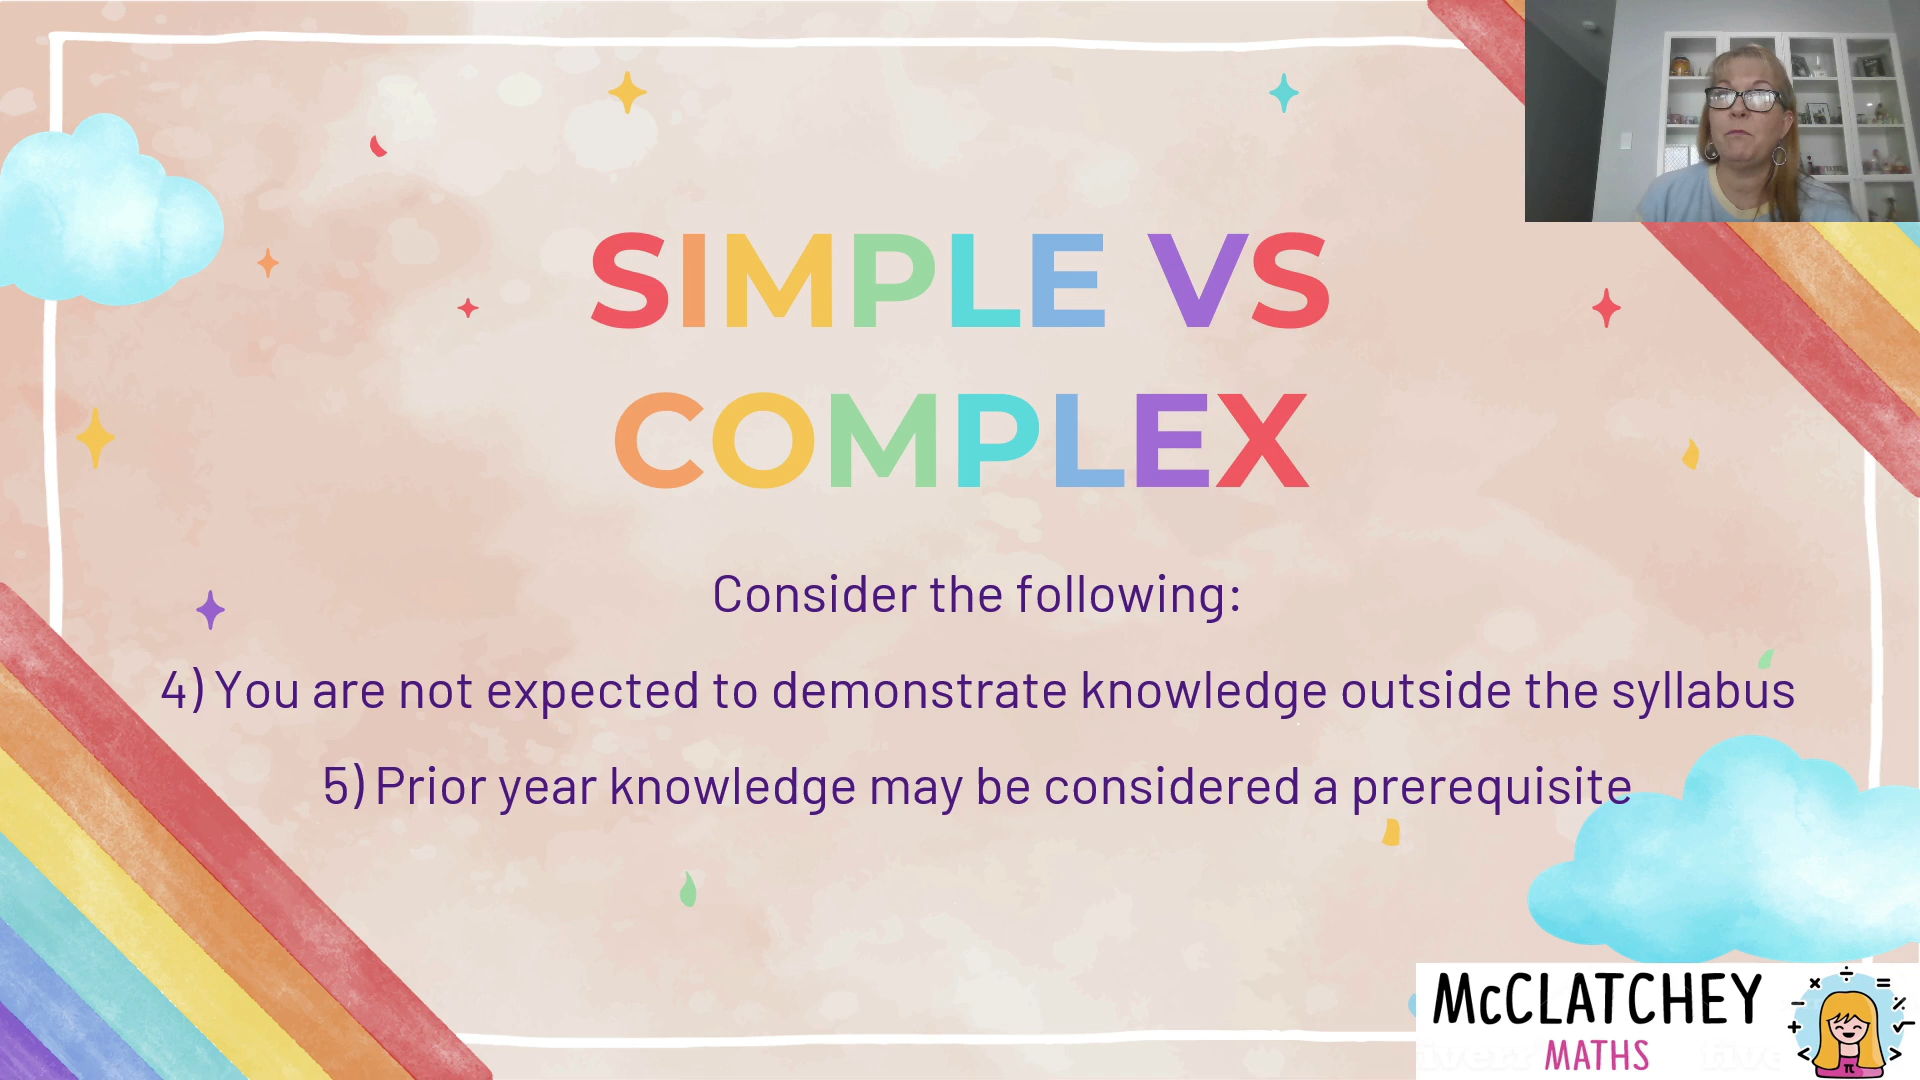 SIMPLE VS
COMPLEX
Consider the following:
4) You are not expected to demonstrate knowledge outside the syllabus
5) Prior year knowledge may be considered a prerequisite
McCLATCHEY
MATHS